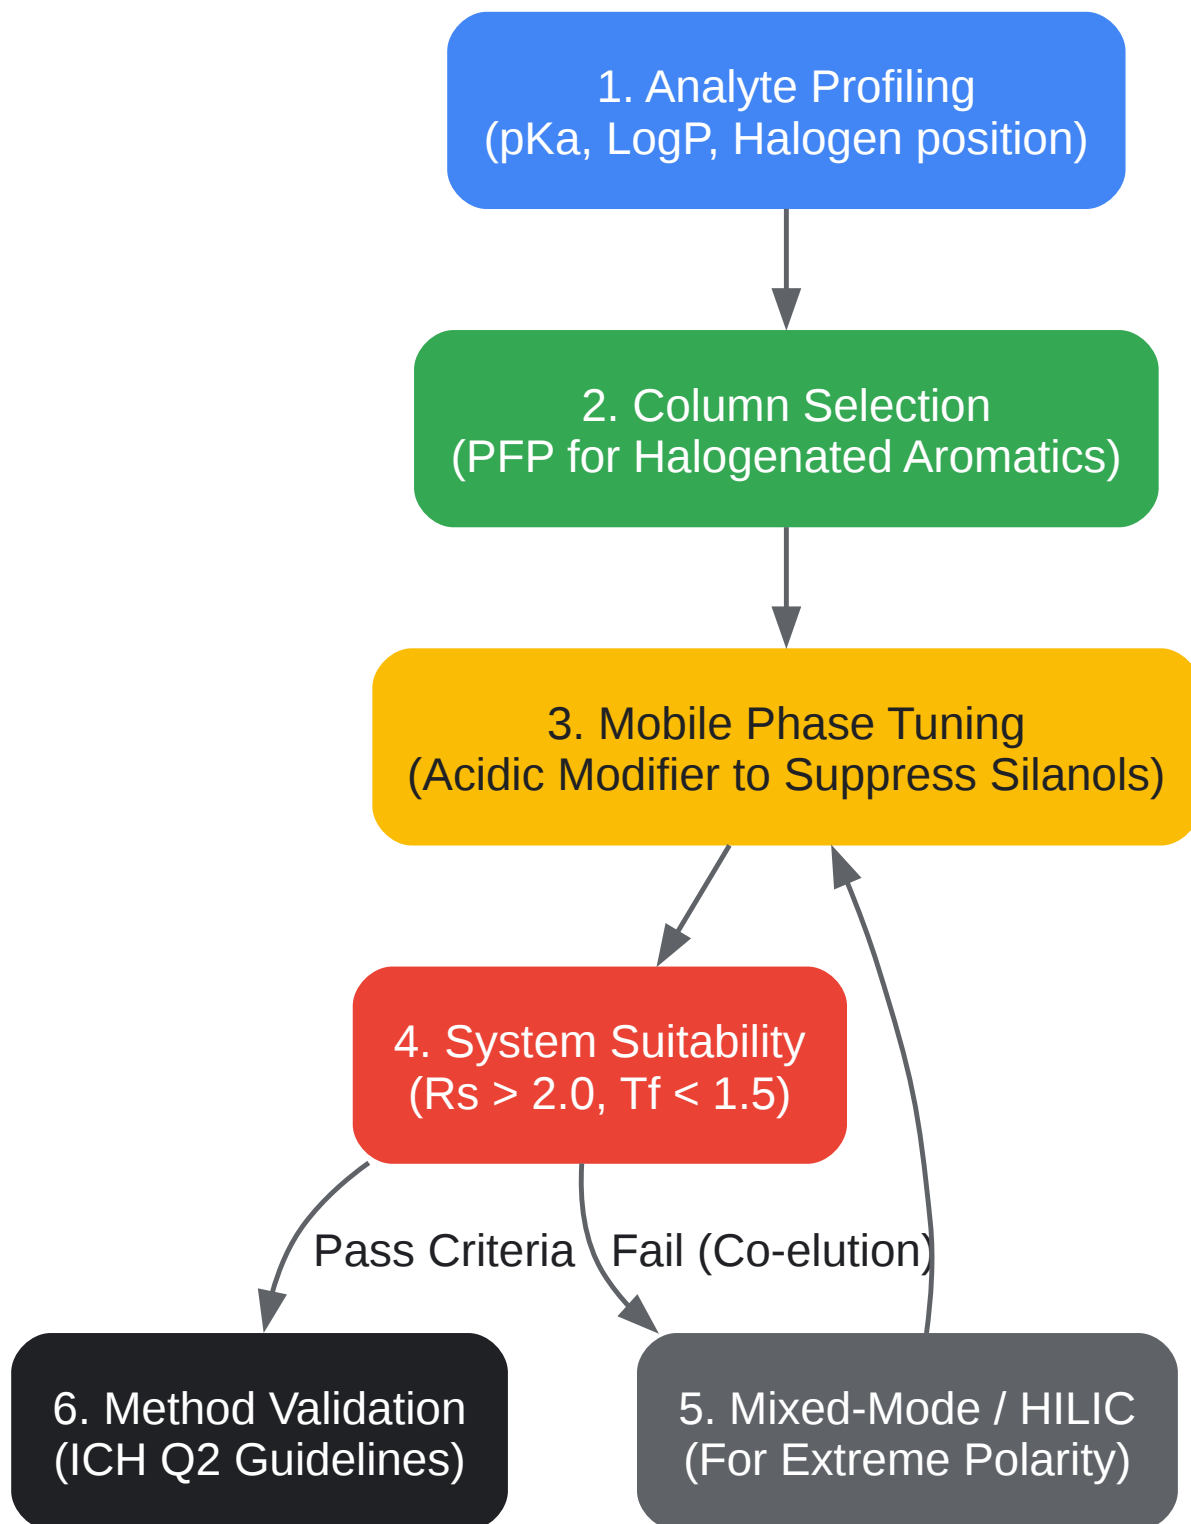 1. Analyte Profiling
(pKa, LogP, Halogen position)
2. Column Selection
(PFP for Halogenated Aromatics)
3. Mobile Phase Tuning
(Acidic Modifier to Suppress Silanols)
4. System Suitability
(Rs > 2.0, Tf < 1.5)
Pass Criteria
Fail (Co-elution)
6. Method Validation
(ICH Q2 Guidelines)
5. Mixed-Mode / HILIC
(For Extreme Polarity)